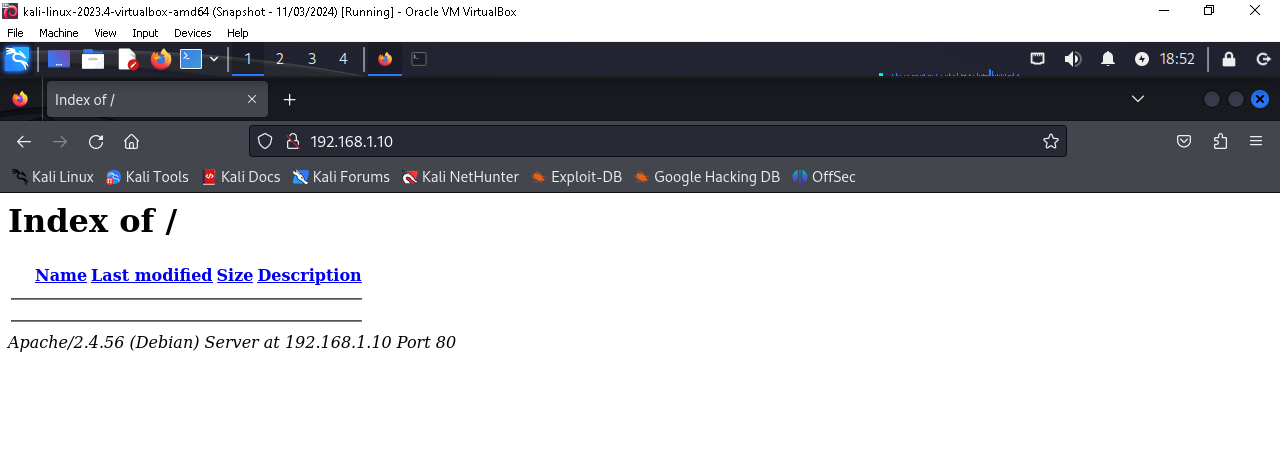 kali-linux-2023.4-virtualbox-amd64 (Snapshot - 11/03/2024) [Running] - Oracle VM VirtualBox
File Machine View Input Devices Help
1 2 3 4 18:52
Index of /
192.168.1.10
Kali Linux Kali Tools Kali Docs Kali Forums Kali NetHunter Exploit-DB Google Hacking DB OffSec
Index of /
Name Last modified Size Description
Apache/2.4.56 (Debian) Server at 192.168.1.10 Port 80